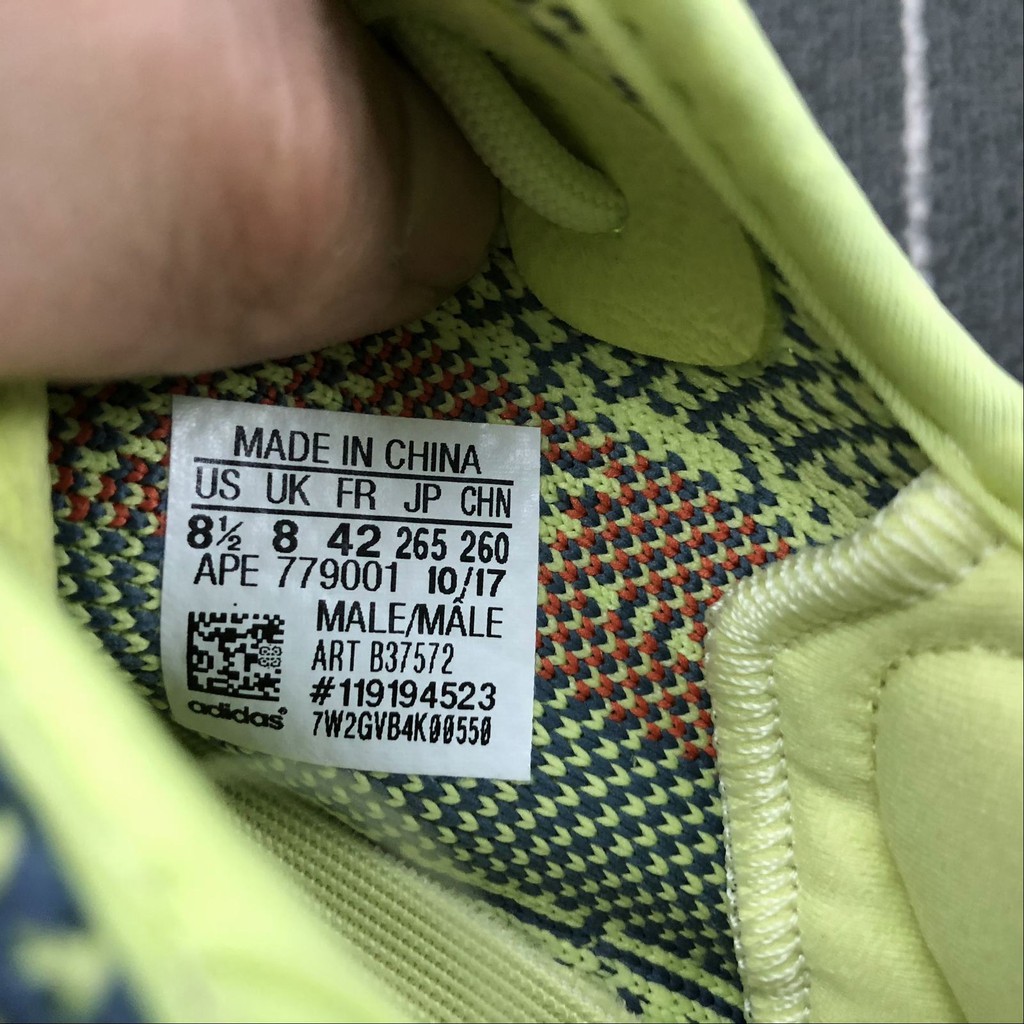 MADE IN CHINA
US UK FR JP CHN
8½ 8 42 265 260
APE 779001 10/17
MALE/MÂLE
ART B37572
#119194523
adidas
7W2GVB4K00550